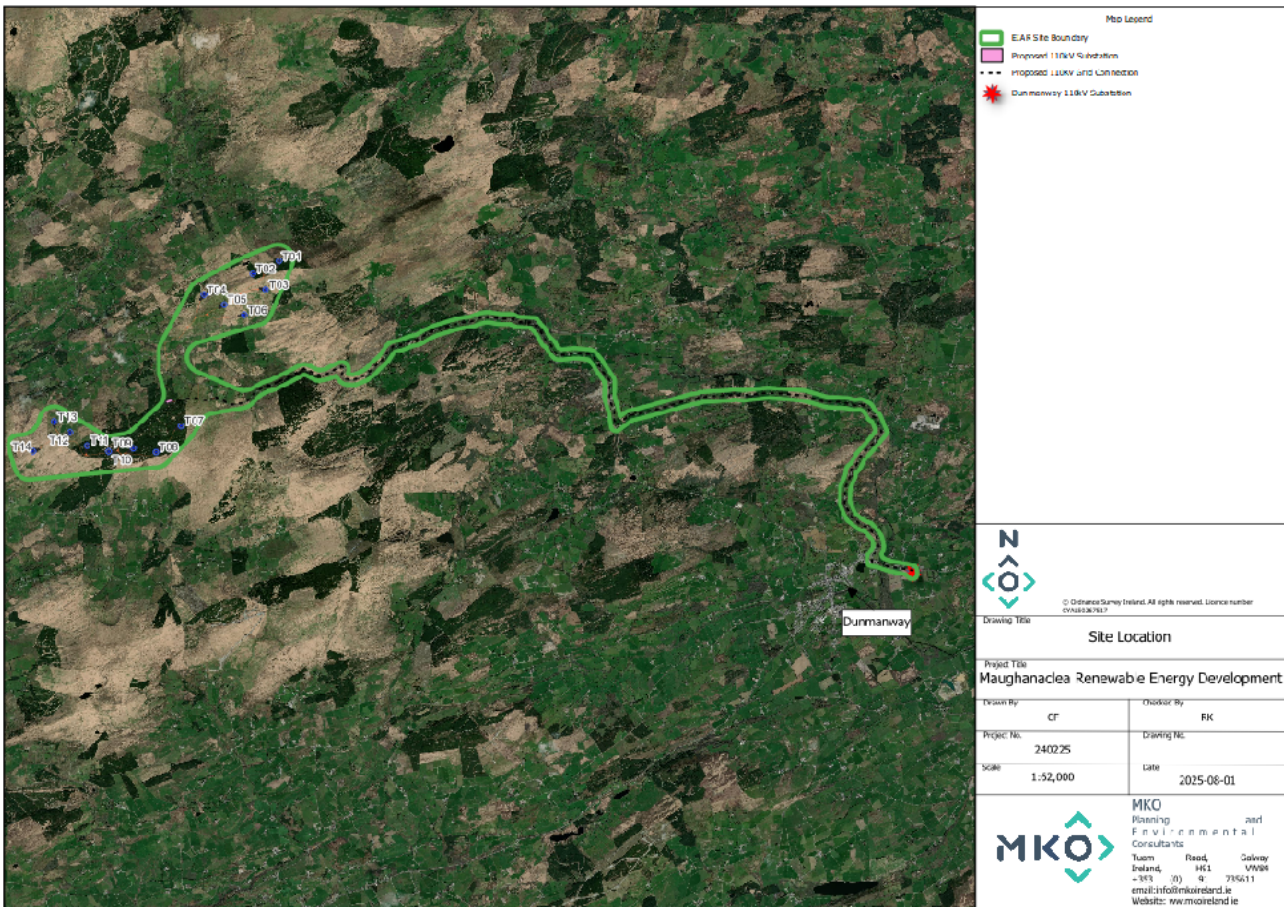 T01
T02
T03
T04
T05
T06
T07
T13
T12
T11
T09
T14
T10
T08
Dunmanway
Map Legend
EIAR Site Boundary
Proposed 110kV Substation
Proposed 110kV Grid Connection
Dunmanway 110kV Substation
N
© Ordnance Survey Ireland. All rights reserved. Licence number
Drawing Title
Site Location
Project Title
Maughanaclea Renewable Energy Development
Drawn By
CF
Checked By
RK
Project No.
240225
Drawing No.
Scale
1:52,000
Date
2025-08-01
MKO
MKO
Planning and
Environmental
Consultants
Tuam Road, Galway
Ireland, H91 VW84
+353 (0) 91 735611
email:info@mkoireland.ie
Website: www.mkoireland.ie